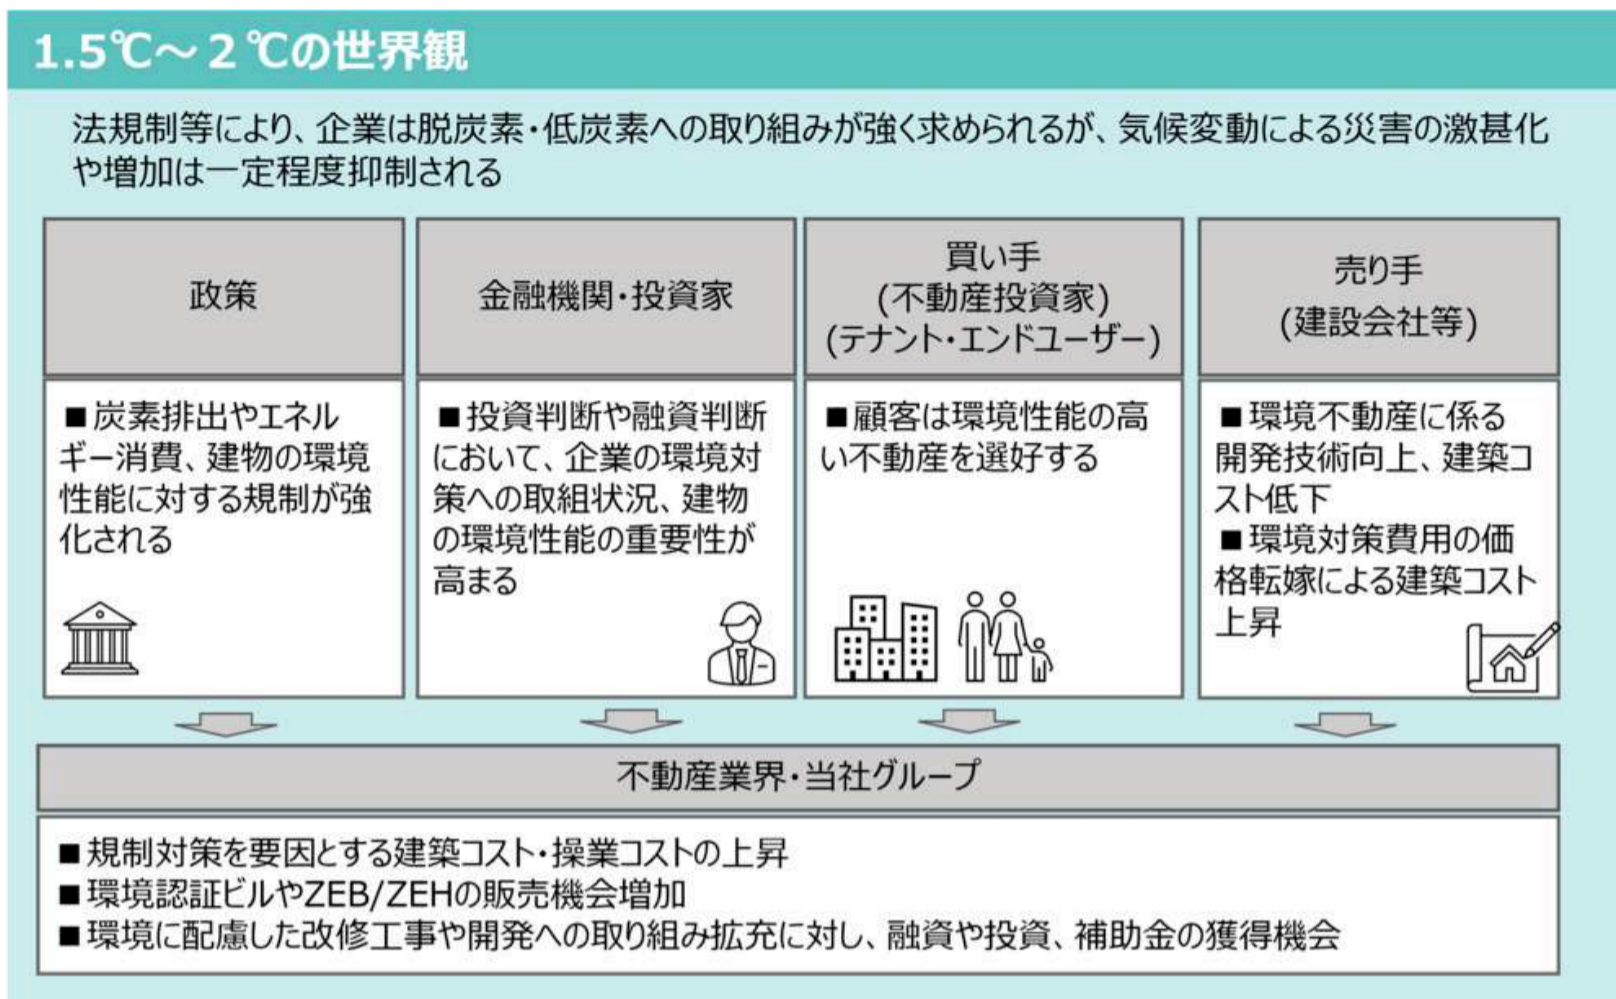 1.5℃～２℃の世界観
法規制等により、企業は脱炭素・低炭素への取り組みが強く求められるが、気候変動による災害の激甚化
や増加は一定程度抑制される
政策
■炭素排出やエネル
ギー消費、建物の環境
性能に対する規制が強
化される
金融機関・投資家
■投資判断や融資判断
において、企業の環境対
策への取組状況、建物
の環境性能の重要性が
高まる
買い手
(不動産投資家)
(テナント・エンドユーザー)
■顧客は環境性能の高
い不動産を選好する
売り手
(建設会社等)
■環境不動産に係る
開発技術向上、建築コ
スト低下
■環境対策費用の価
格転嫁による建築コスト
上昇
不動産業界・当社グループ
■規制対策を要因とする建築コスト・操業コストの上昇
■環境認証ビルやZEB/ZEHの販売機会増加
■環境に配慮した改修工事や開発への取り組み拡充に対し、融資や投資、補助金の獲得機会